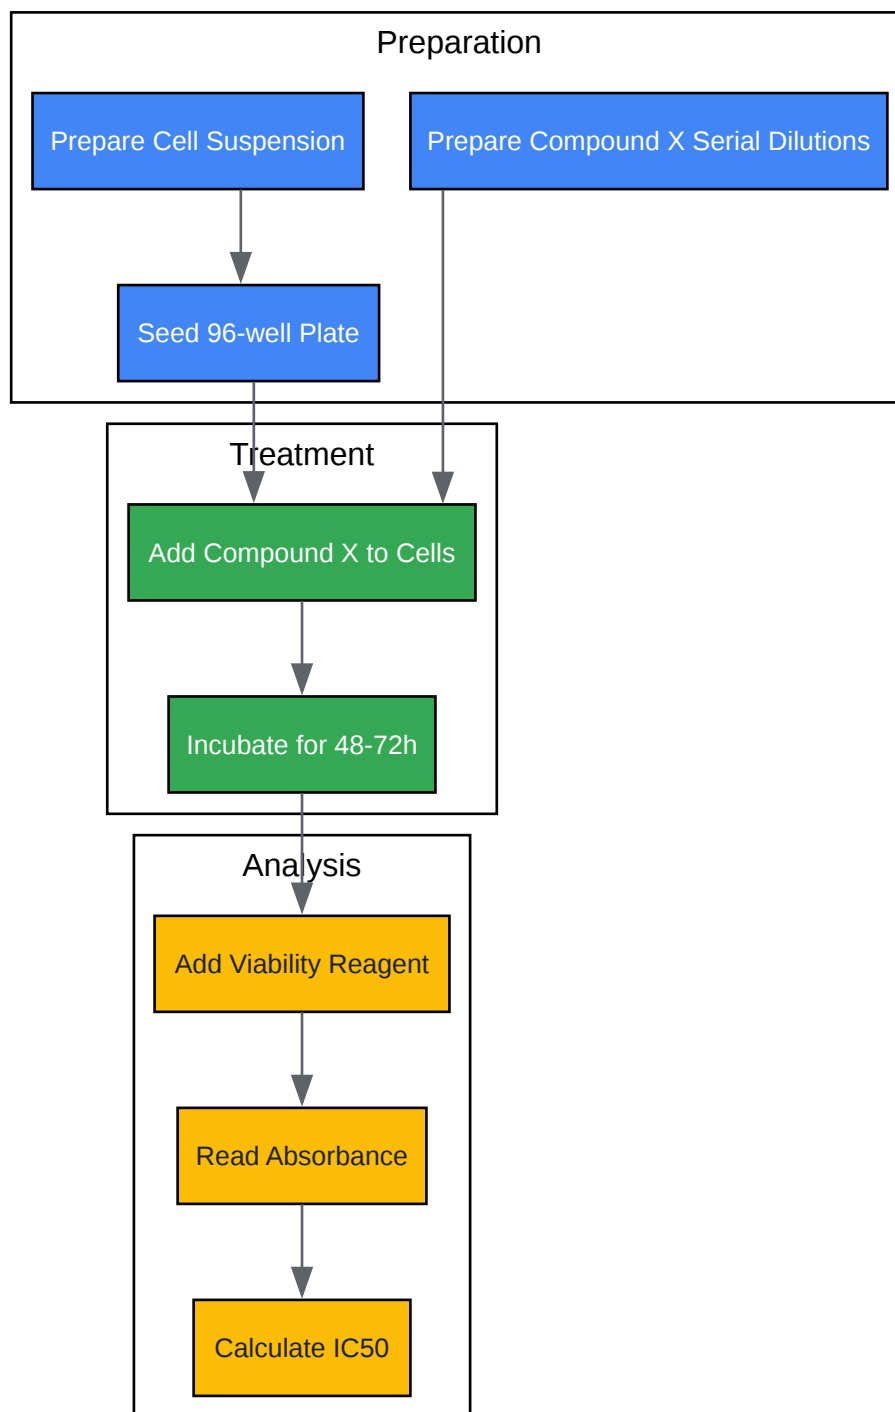 Preparation
Prepare Cell Suspension
Prepare Compound X Serial Dilutions
Seed 96-well Plate
Treatment
Add Compound X to Cells
Incubate for 48-72h
Analysis
Add Viability Reagent
Read Absorbance
Calculate IC50